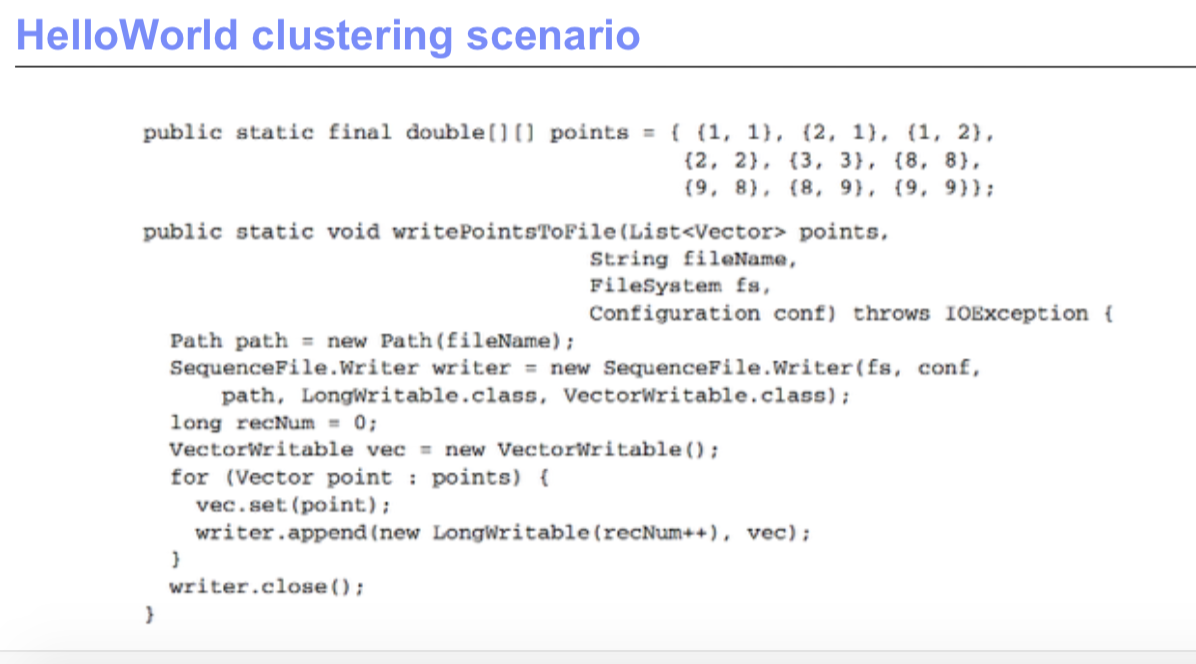 HelloWorld clustering scenario
public static final double[][] points = { {1, 1}, {2, 1}, {1, 2},
{2, 2}, {3, 3}, {8, 8},
{9, 8}, {8, 9}, {9, 9}};
public static void writePointsToFile(List<Vector> points,
String fileName,
FileSystem fs,
Configuration conf) throws IOException {
Path path = new Path(fileName);
SequenceFile.Writer writer = new SequenceFile.Writer(fs, conf,
path, LongWritable.class, VectorWritable.class);
long recNum = 0;
VectorWritable vec = new VectorWritable();
for (Vector point : points) {
vec.set(point);
writer.append(new LongWritable(recNum++), vec);
}
writer.close();
}